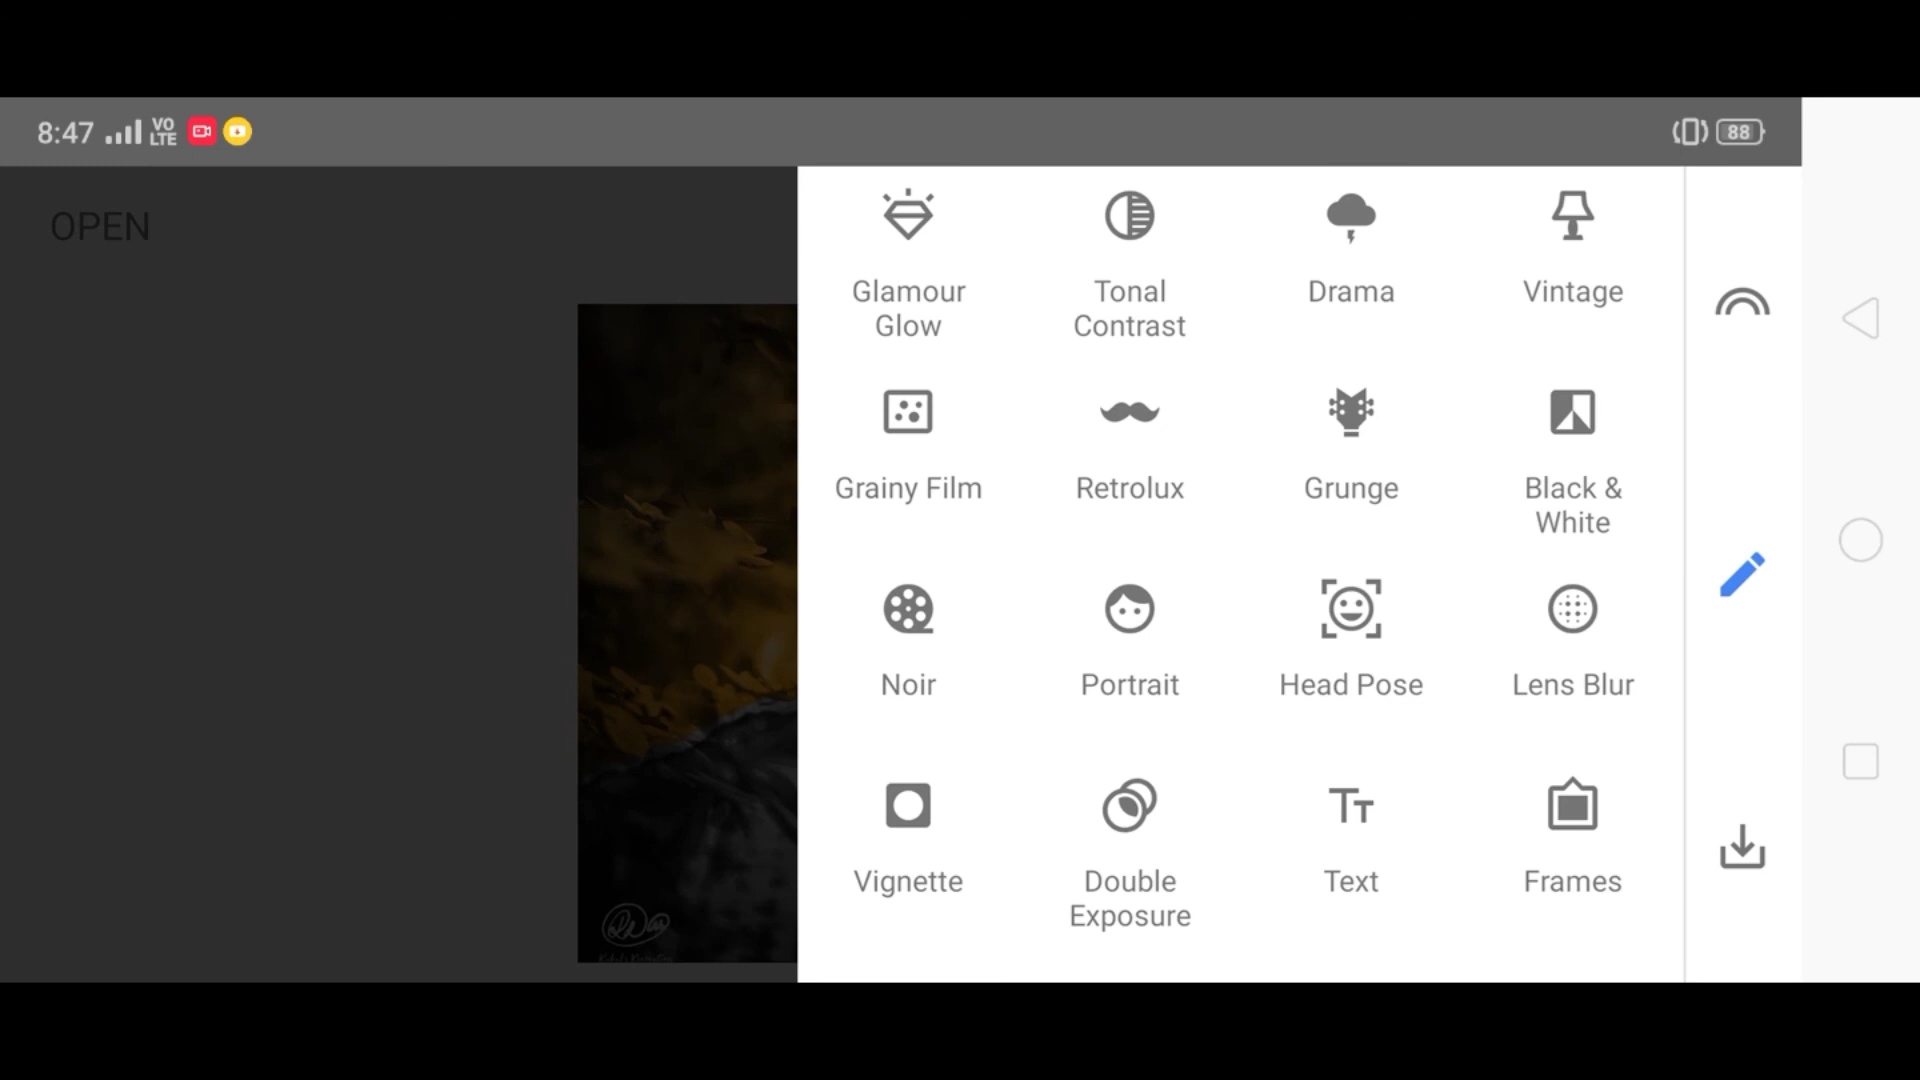 8:47 VO LTE
88
OPEN
Glamour Glow
Tonal Contrast
Drama
Vintage
Grainy Film
Retrolux
Grunge
Black & White
Noir
Portrait
Head Pose
Lens Blur
Vignette
Double Exposure
Text
Frames